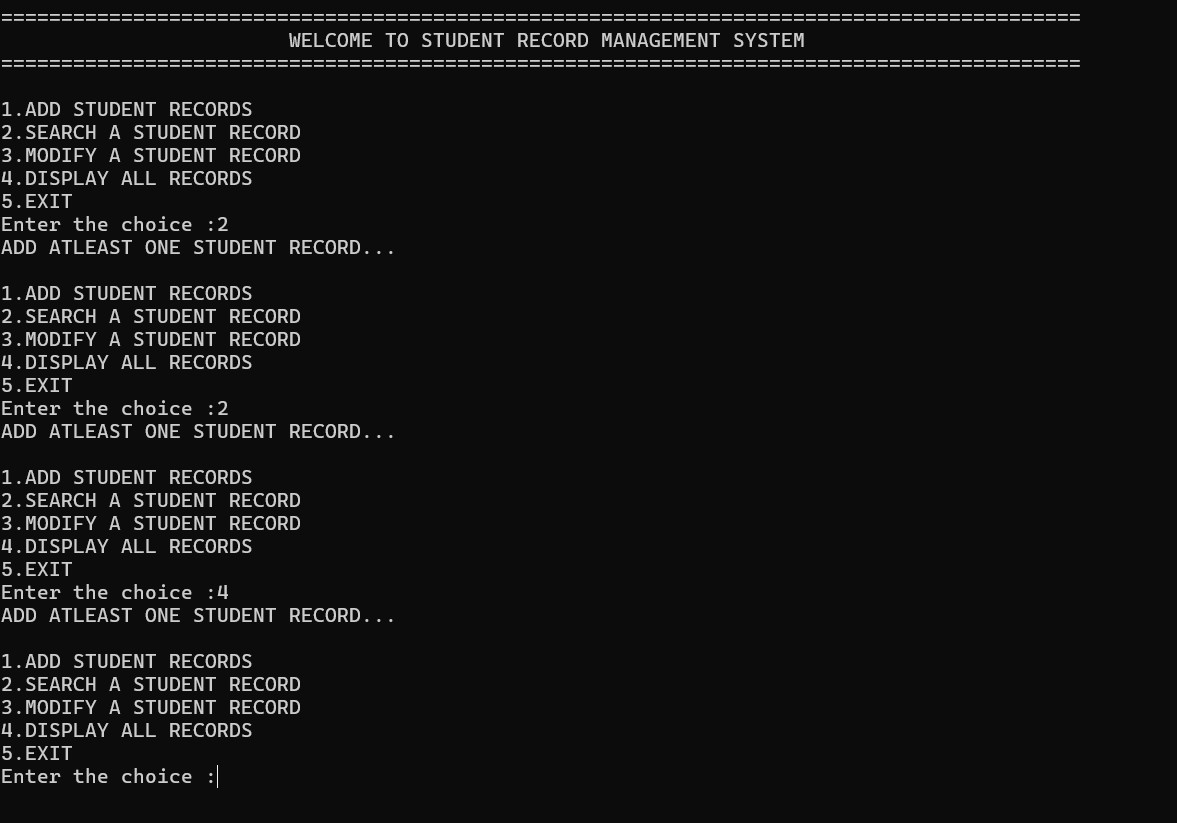 ==========================================================================================
WELCOME TO STUDENT RECORD MANAGEMENT SYSTEM
==========================================================================================
1.ADD STUDENT RECORDS
2.SEARCH A STUDENT RECORD
3.MODIFY A STUDENT RECORD
4.DISPLAY ALL RECORDS
5.EXIT
Enter the choice :2
ADD ATLEAST ONE STUDENT RECORD...
1.ADD STUDENT RECORDS
2.SEARCH A STUDENT RECORD
3.MODIFY A STUDENT RECORD
4.DISPLAY ALL RECORDS
5.EXIT
Enter the choice :2
ADD ATLEAST ONE STUDENT RECORD...
1.ADD STUDENT RECORDS
2.SEARCH A STUDENT RECORD
3.MODIFY A STUDENT RECORD
4.DISPLAY ALL RECORDS
5.EXIT
Enter the choice :4
ADD ATLEAST ONE STUDENT RECORD...
1.ADD STUDENT RECORDS
2.SEARCH A STUDENT RECORD
3.MODIFY A STUDENT RECORD
4.DISPLAY ALL RECORDS
5.EXIT
Enter the choice :